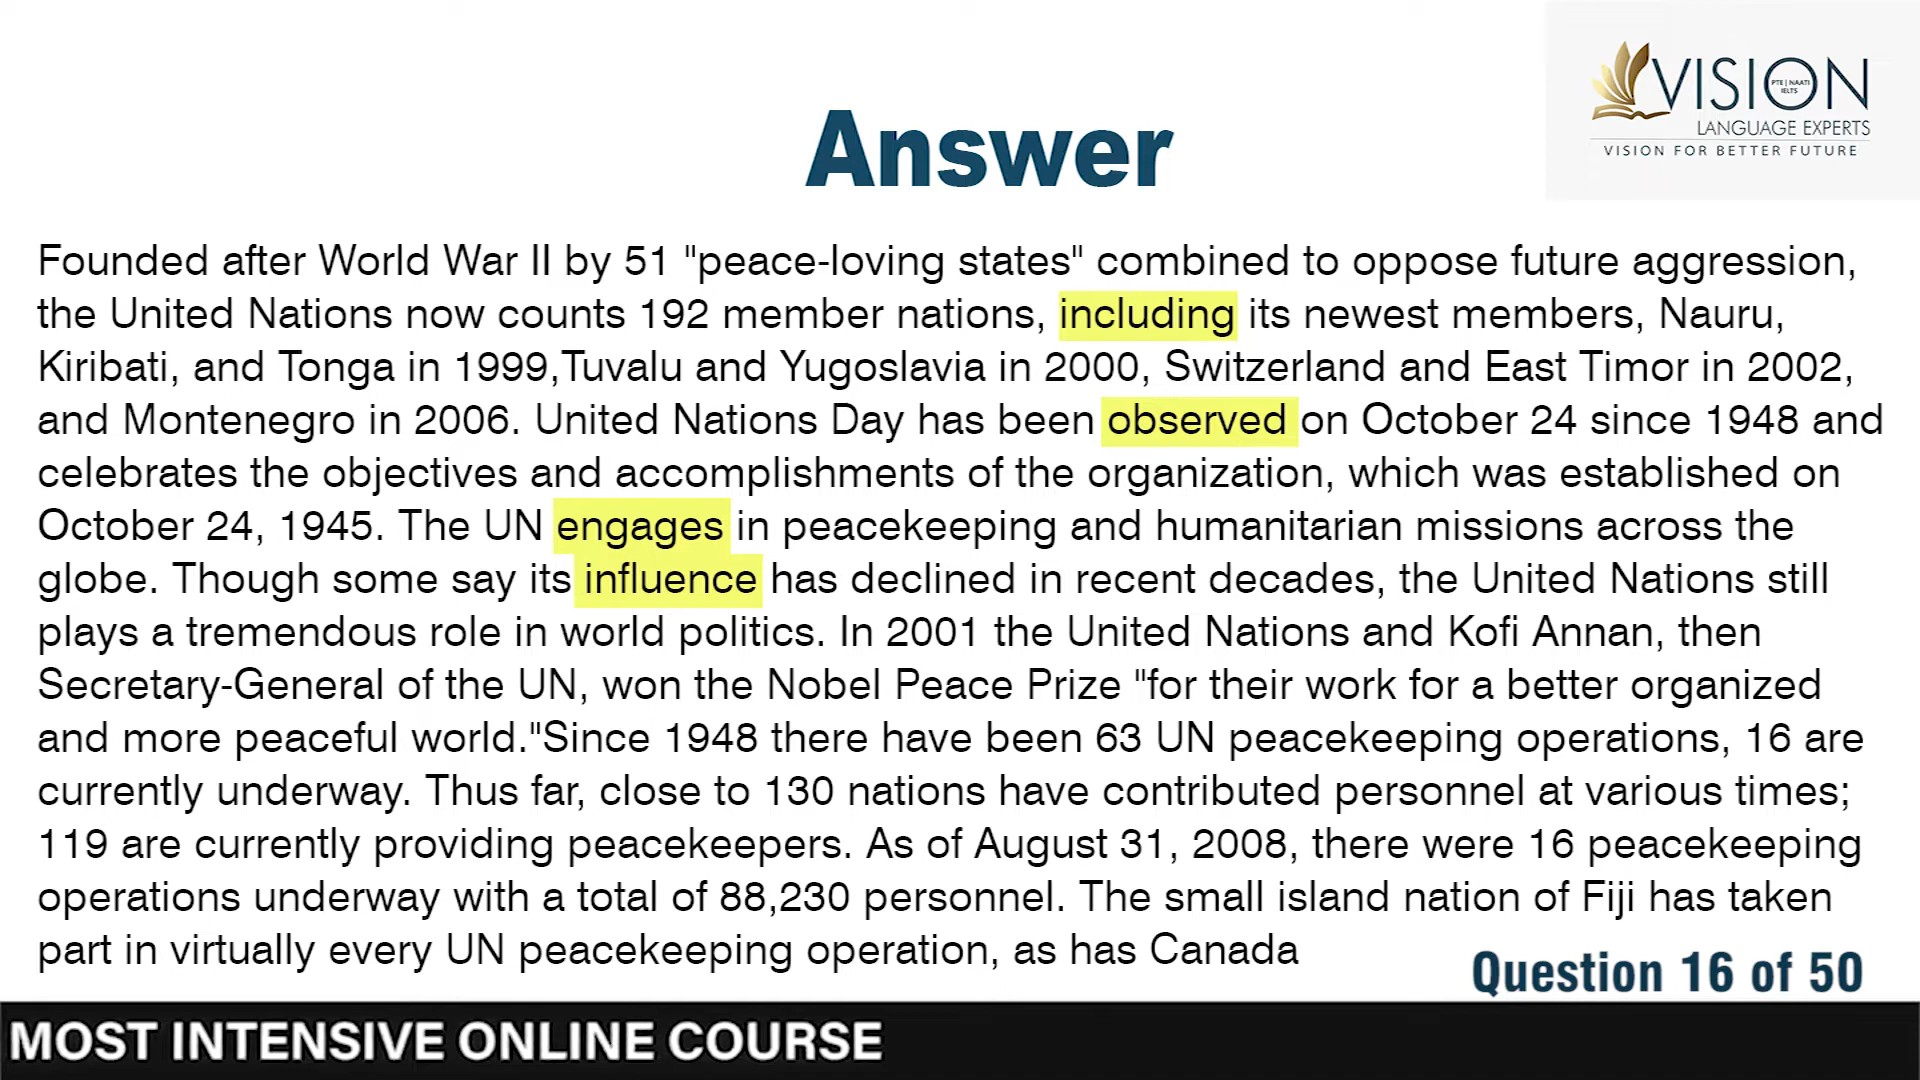 VISION
PTE | NAATI
IELTS
LANGUAGE EXPERTS
VISION FOR BETTER FUTURE
Answer
Founded after World War II by 51 "peace-loving states" combined to oppose future aggression,
the United Nations now counts 192 member nations, including its newest members, Nauru,
Kiribati, and Tonga in 1999,Tuvalu and Yugoslavia in 2000, Switzerland and East Timor in 2002,
and Montenegro in 2006. United Nations Day has been observed on October 24 since 1948 and
celebrates the objectives and accomplishments of the organization, which was established on
October 24, 1945. The UN engages in peacekeeping and humanitarian missions across the
globe. Though some say its influence has declined in recent decades, the United Nations still
plays a tremendous role in world politics. In 2001 the United Nations and Kofi Annan, then
Secretary-General of the UN, won the Nobel Peace Prize "for their work for a better organized
and more peaceful world."Since 1948 there have been 63 UN peacekeeping operations, 16 are
currently underway. Thus far, close to 130 nations have contributed personnel at various times;
119 are currently providing peacekeepers. As of August 31, 2008, there were 16 peacekeeping
operations underway with a total of 88,230 personnel. The small island nation of Fiji has taken
part in virtually every UN peacekeeping operation, as has Canada
Question 16 of 50
MOST INTENSIVE ONLINE COURSE